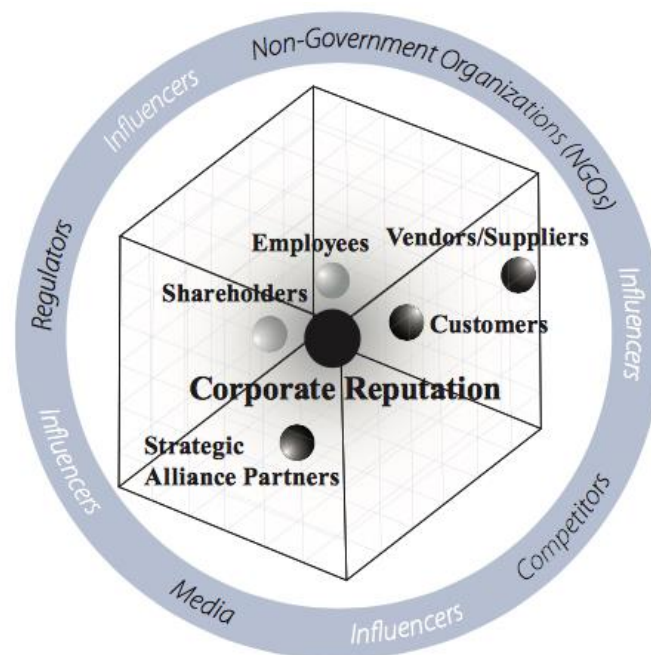 Non-Government Organizations (NGOs)
Influencers
Employees
Vendors/Suppliers
Regulators
Shareholders
Influencers
Customers
Corporate Reputation
Strategic
Alliance Partners
Influencers
Competitors
Media
Influencers